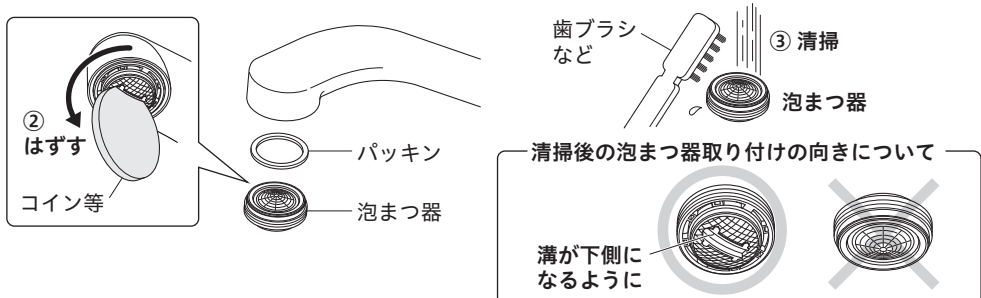 ②
はずす
コイン等
パッキン
泡まつ器
歯ブラシ
など
③ 清掃
泡まつ器
清掃後の泡まつ器取り付けの向きについて
溝が下側に
なるように